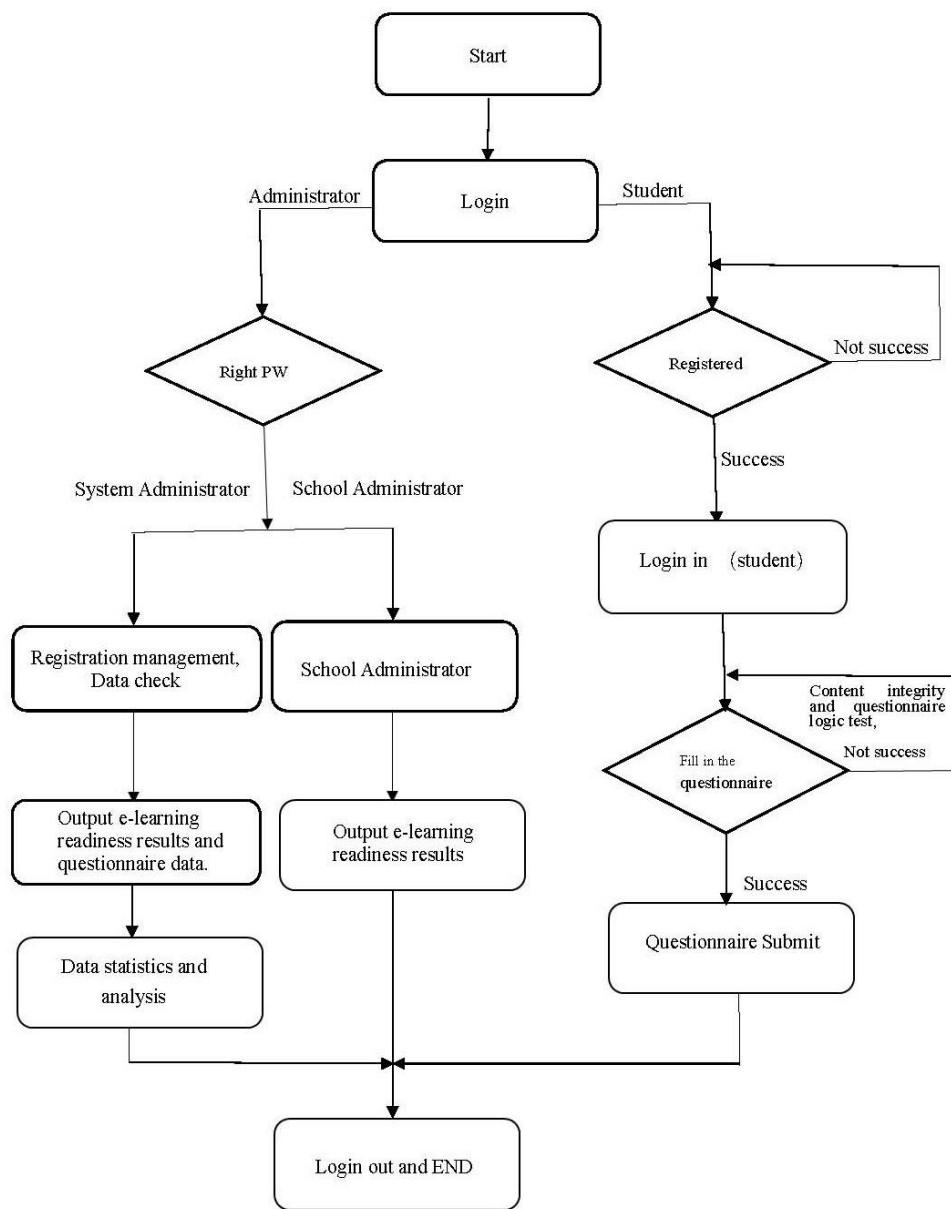 Start
Administrator
Login
Student
Right PW
Registered
Not success
Success
System Administrator
School Administrator
Login in （student）
Registration management,
Data check
School Administrator
Content integrity
and questionnaire
logic test,
Not success
Fill in the
questionnaire
Output e-learning
readiness results and
questionnaire data.
Output e-learning
readiness results
Success
Questionnaire Submit
Data statistics and
analysis
Login out and END